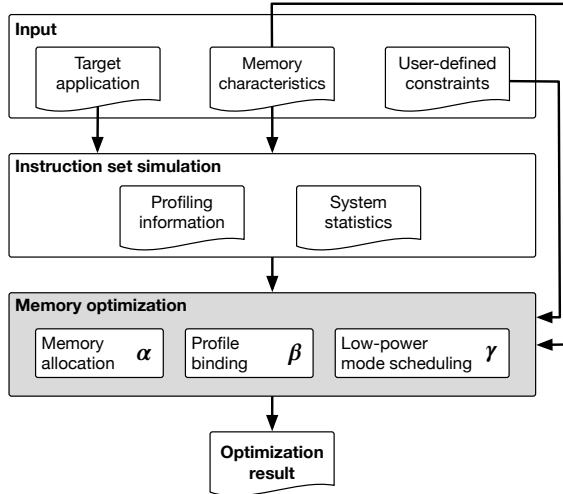 Input
Target
application
Memory
characteristics
User-defined
constraints
Instruction set simulation
Profiling
information
System
statistics
Memory optimization
Memory
allocation α
Profile
binding β
Low-power
mode scheduling γ
Optimization
result